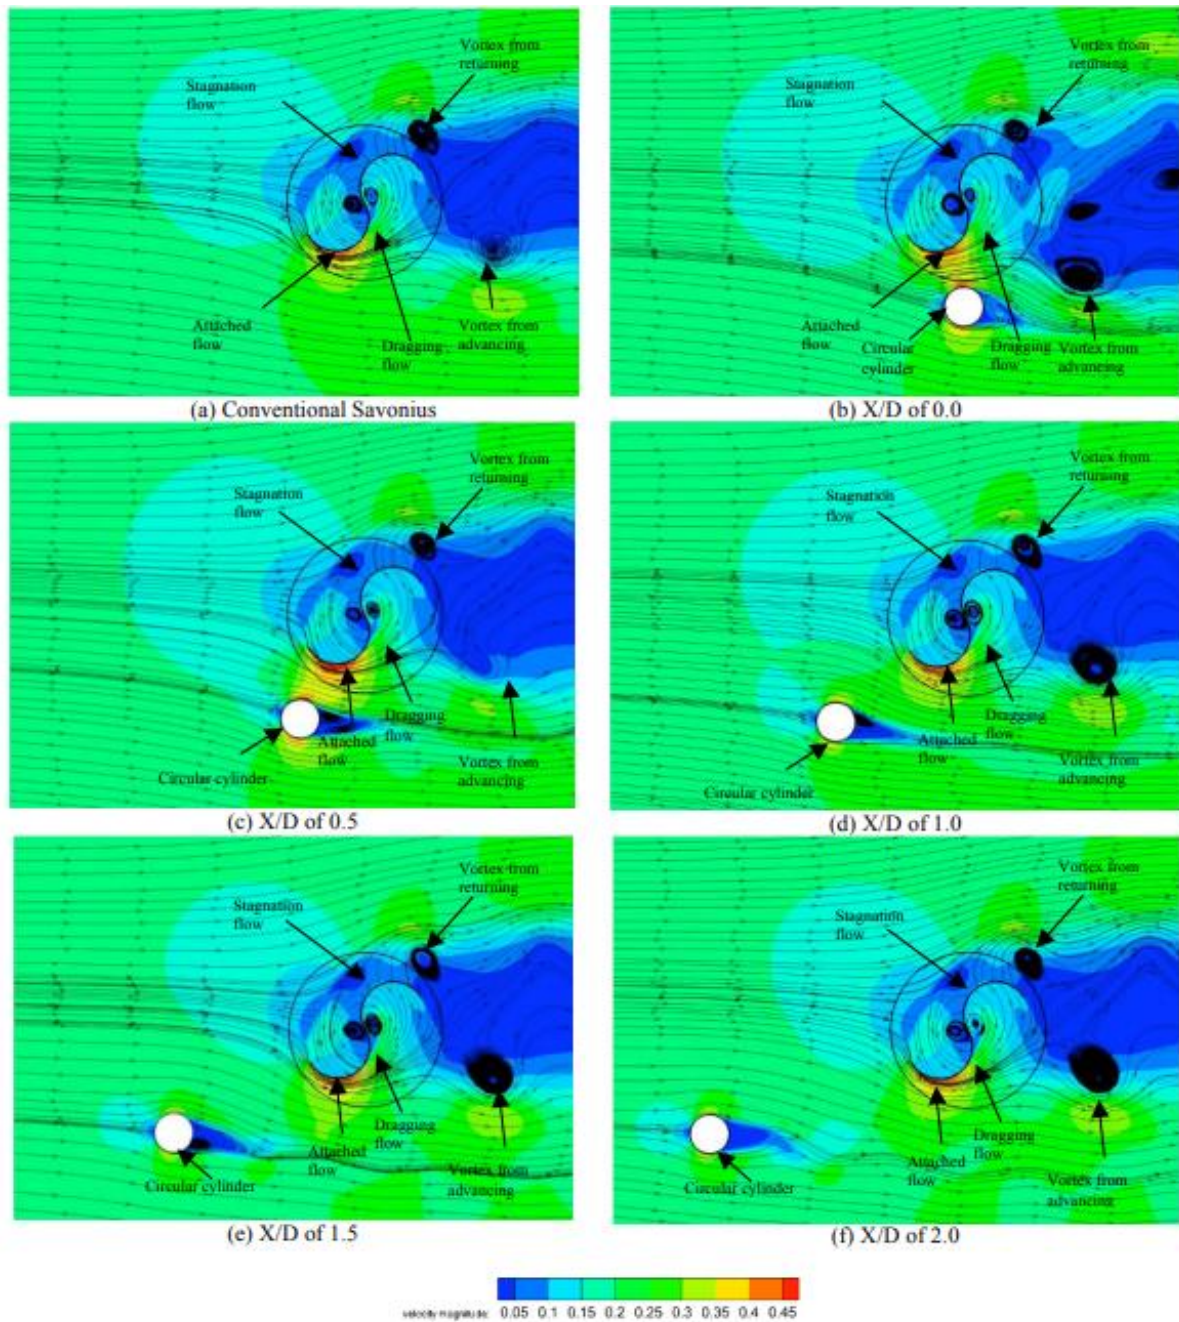 Vortex from
returning
Stagnation
flow
Attached
flow
Dragging
flow
Vortex from
advancing
(a) Conventional Savonius
Vortex from
returning
Stagnation
flow
Attached
flow
Circular
cylinder
Dragging
flow
Vortex from
advancing
(b) X/D of 0.0
Vortex from
returning
Stagnation
flow
Dragging
flow
Attached
flow
Circular cylinder
Vortex from
advancing
(c) X/D of 0.5
Vortex from
returning
Stagnation
flow
Dragging
flow
Attached
flow
Vortex from
advancing
Circular cylinder
(d) X/D of 1.0
Vortex from
returning
Stagnation
flow
Dragging
flow
Attached
flow
Circular cylinder
Vortex from
advancing
(e) X/D of 1.5
Vortex from
returning
Stagnation
flow
Dragging
flow
Attached
flow
Circular cylinder
Vortex from
advancing
(f) X/D of 2.0
velocity magnitude: 0.05 0.1 0.15 0.2 0.25 0.3 0.35 0.4 0.45